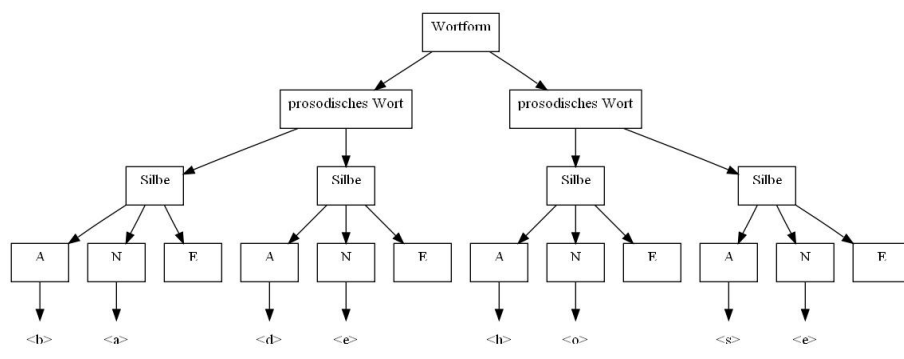 Wortform
prosodisches Wort prosodisches Wort
Silbe Silbe Silbe Silbe
A N E A N E A N E A N E
<b> <a> <d> <e> <h> <o> <s> <e>